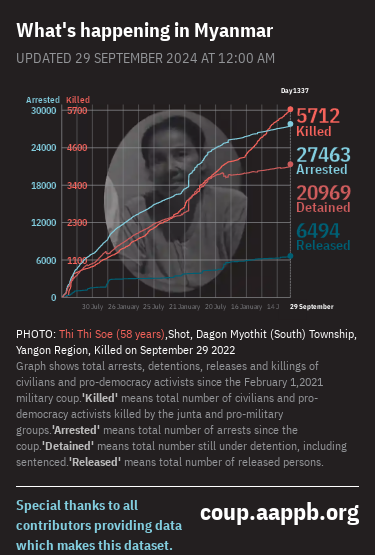 What's happening in Myanmar
UPDATED 29 SEPTEMBER 2024 AT 12:00 AM
Day1337
Arrested Killed
30000 5700
24000 4600
18000 3400
12000 2300
6000 1100
0
5712
Killed
27463
Arrested
20969
Detained
6494
Released
30 July 26 January 25 July 21 January 20 July 16 January 14 J 29 September
PHOTO: Thi Thi Soe (58 years),Shot, Dagon Myothit (South) Township,
Yangon Region, Killed on September 29 2022
Graph shows total arrests, detentions, releases and killings of
civilians and pro-democracy activists since the February 1,2021
military coup.'Killed' means total number of civilians and pro-
democracy activists killed by the junta and pro-military
groups.'Arrested' means total number of arrests since the
coup.'Detained' means total number still under detention, including
sentenced.'Released' means total number of released persons.
Special thanks to all
contributors providing data
which makes this dataset.
coup.aappb.org